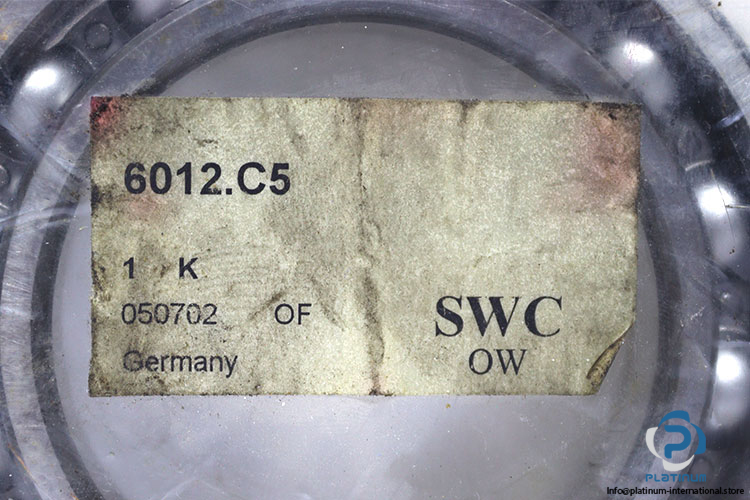 6012.C5
1 K
050702 OF
Germany
SWC
OW
PLATINUM
Info@platinum-international.store